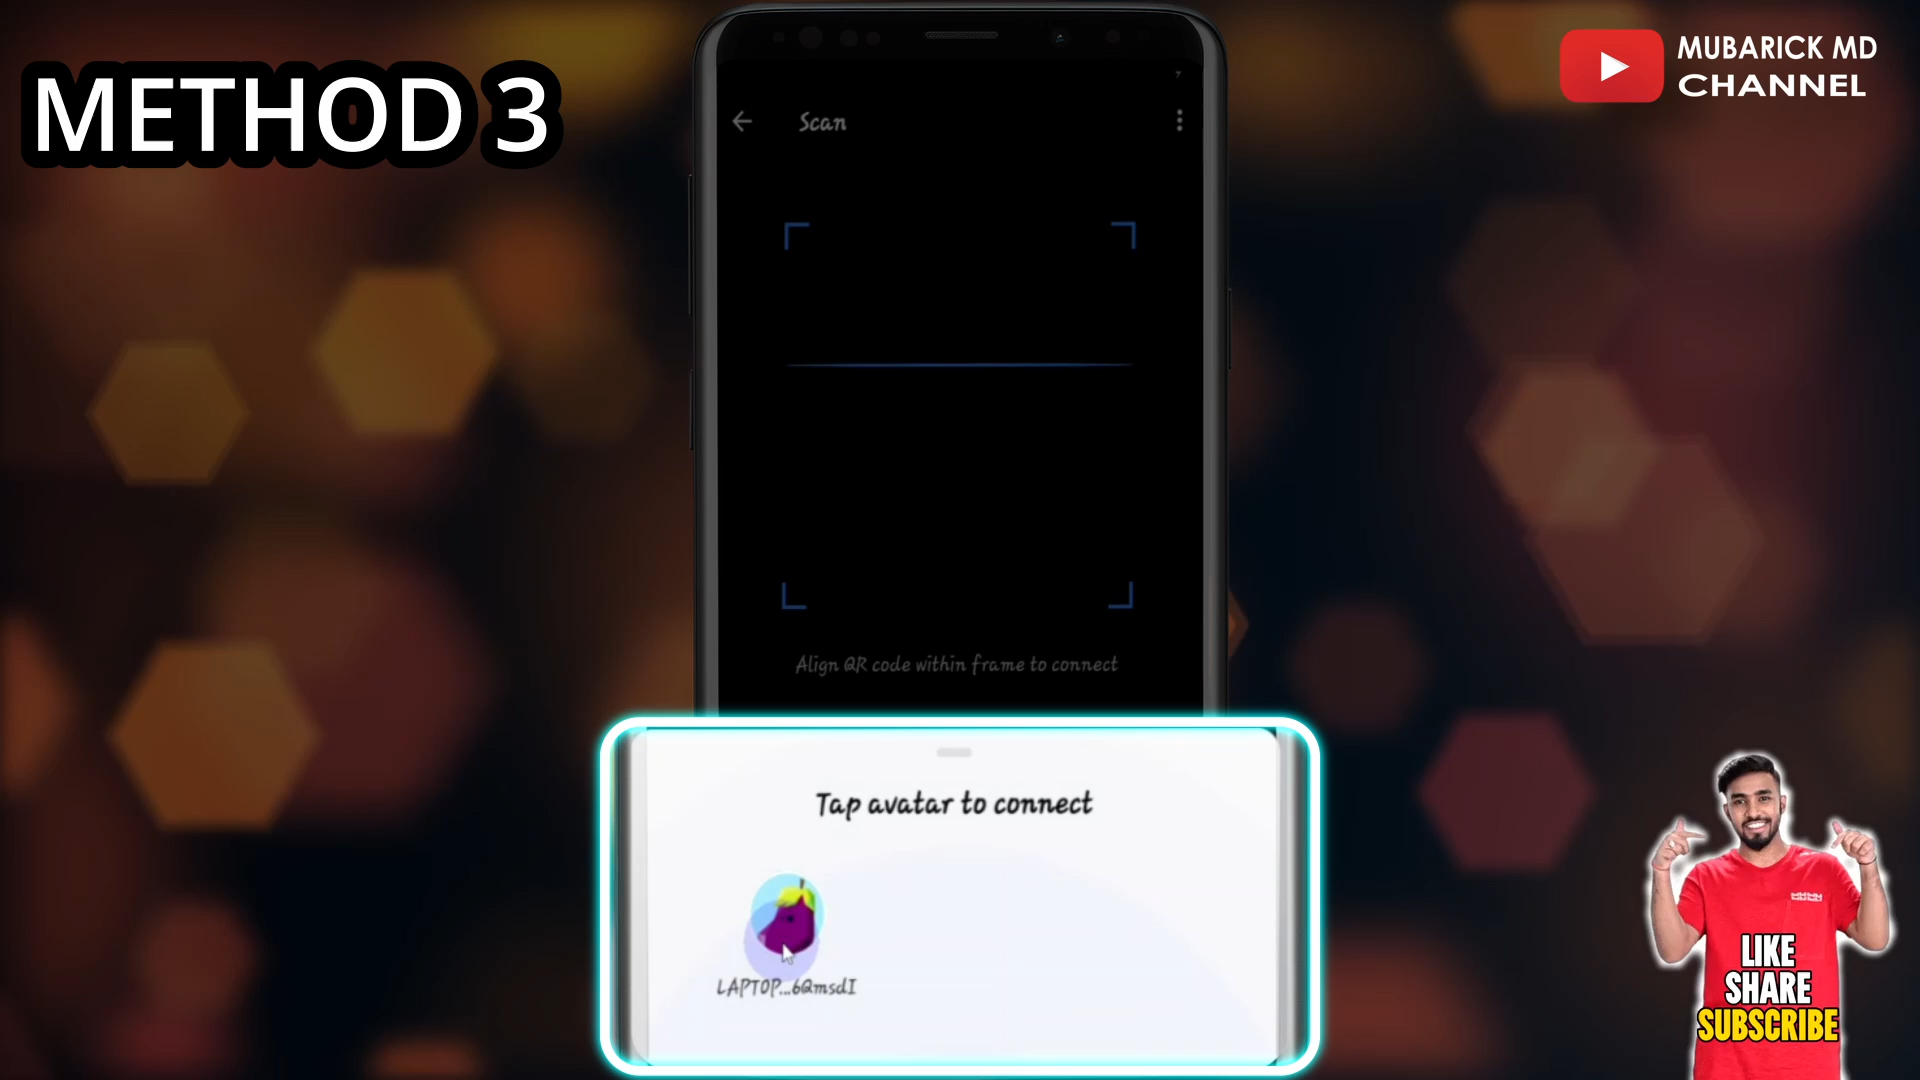 METHOD 3
MUBARICK MD
CHANNEL
Scan
Align QR code within frame to connect
Tap avatar to connect
LAPTOP...6QmsdI
LIKE
SHARE
SUBSCRIBE